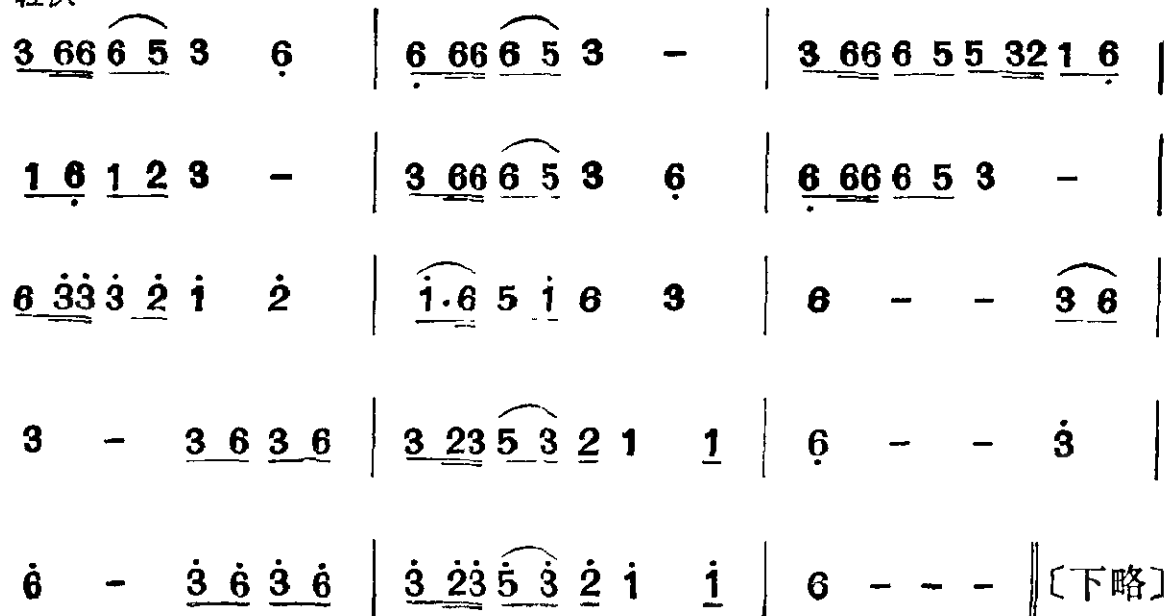 3 66 6 5 3 6̣ | 6̣ 66 6 5 3 - | 3 66 6 5 5 32 1 6̣ |
1 6̣ 1 2 3 - | 3 66 6 5 3 6̣ | 6̣ 66 6 5 3 - |
6 3̇3̇ 3̇ 2̇ 1̇ 2̇ | 1̇·6 5 1̇ 6 3 | 6 - - 3 6 |
3 - 3 6 3 6 | 3 23 5 3 2 1 1 | 6̣ - - 3̇ |
6̇ - 3̇ 6̇ 3̇ 6̇ | 3̇ 2̇3̇ 5̇ 3̇ 2̇ 1̇ 1̇ | 6 - - - ‖〔下略〕